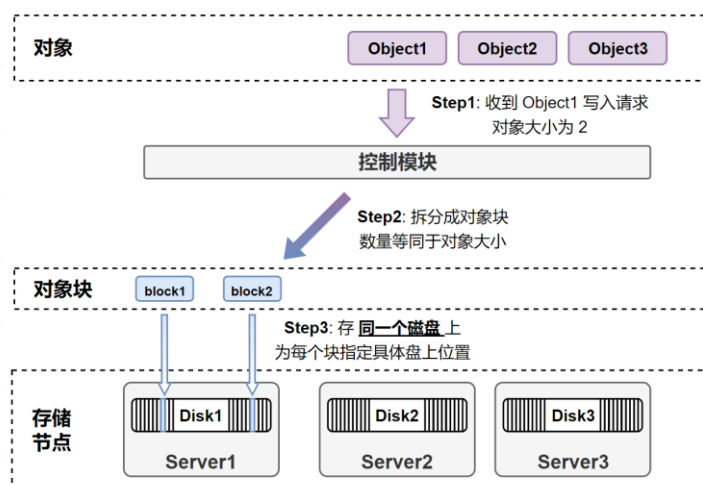 对象
Object1
Object2
Object3
Step1: 收到 Object1 写入请求
对象大小为 2
控制模块
Step2: 拆分成对象块
数量等同于对象大小
对象块
block1
block2
Step3: 存 同一个磁盘 上
为每个块指定具体盘上位置
存储
节点
Disk1
Disk2
Disk3
Server1
Server2
Server3